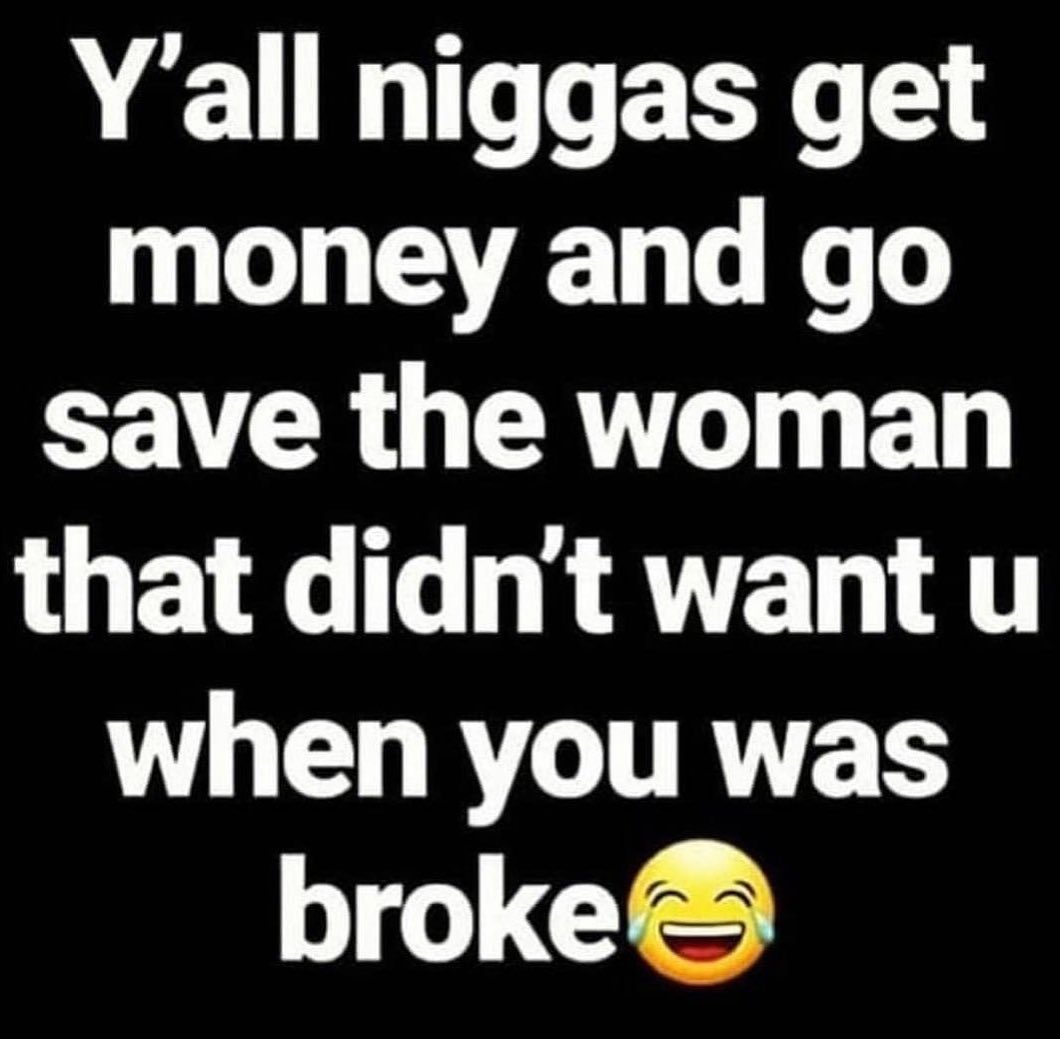 Y'all niggas get
money and go
save the woman
that didn't want u
when you was
broke😂